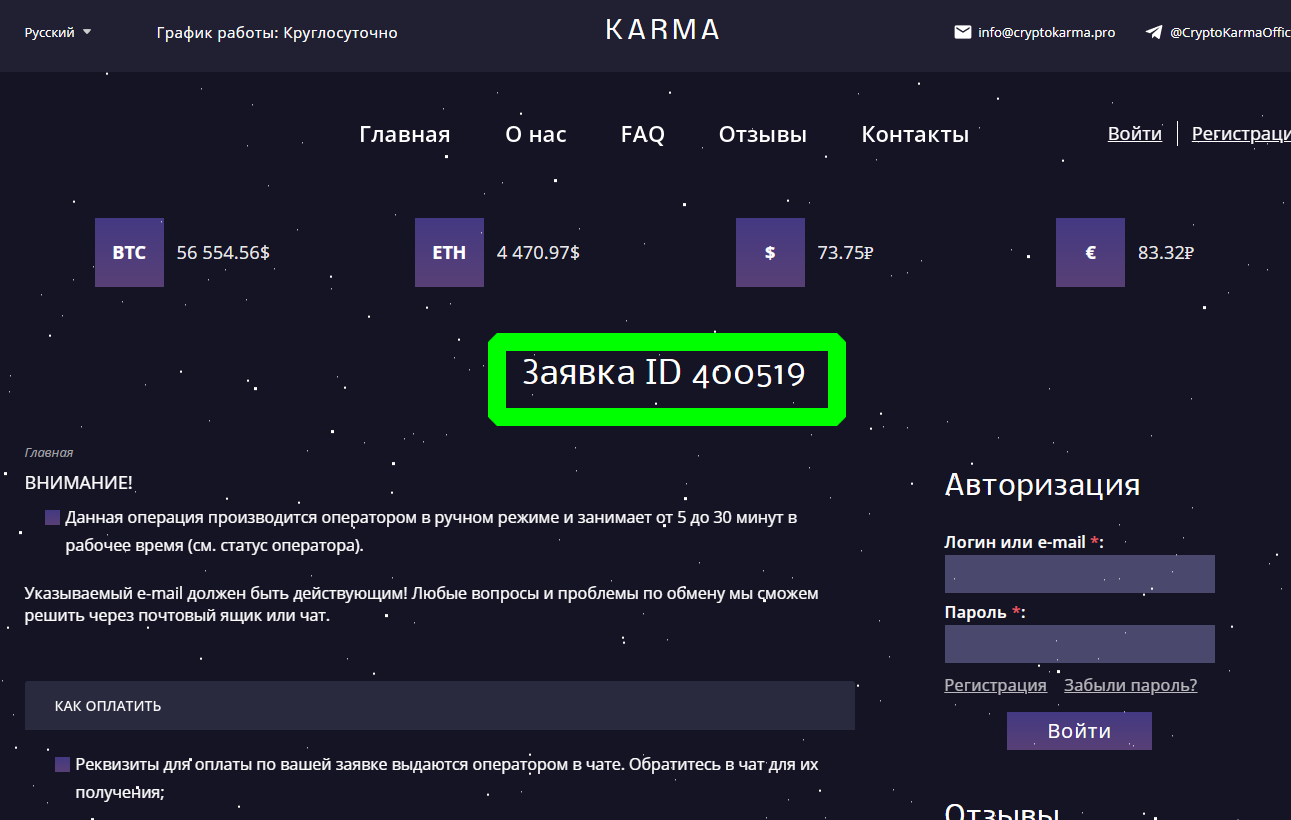 Русский
График работы: Круглосуточно
KARMA
info@cryptokarma.pro
@CryptoKarmaOffic
Главная
О нас
FAQ
Отзывы
Контакты
Войти
Регистраци
BTC
56 554.56$
ETH
4 470.97$
$
73.75₽
€
83.32₽
Заявка ID 400519
Главная
ВНИМАНИЕ!
Данная операция производится оператором в ручном режиме и занимает от 5 до 30 минут в
рабочее время (см. статус оператора).
Указываемый e-mail должен быть действующим! Любые вопросы и проблемы по обмену мы сможем
решить через почтовый ящик или чат.
КАК ОПЛАТИТЬ
Реквизиты для оплаты по вашей заявке выдаются оператором в чате. Обратитесь в чат для их
получения;
Авторизация
Логин или e-mail *:
Пароль *:
Регистрация
Забыли пароль?
Войти
Отзывы